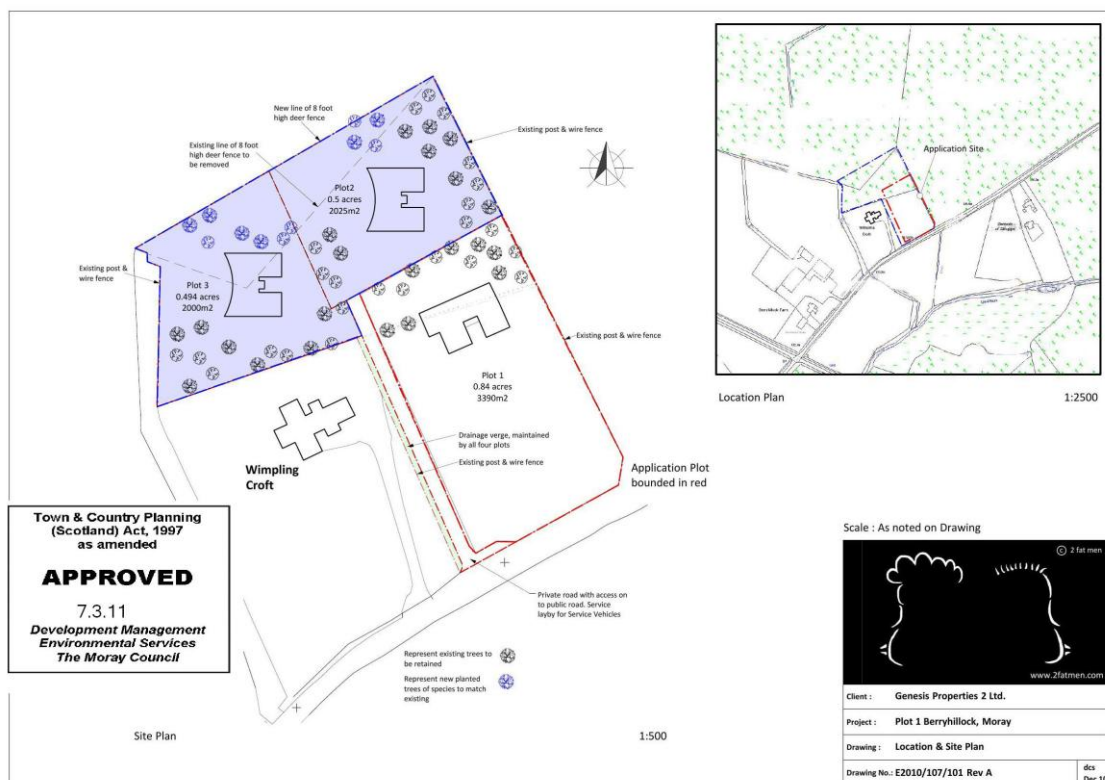 New line of 8 foot
high deer fence
Existing line of 8 foot
high deer fence to
be removed
Existing post & wire fence
Plot2
0.5 acres
2025m2
Existing post &
wire fence
Plot 3
0.494 acres
2000m2
Existing post & wire fence
Plot 1
0.84 acres
3390m2
Drainage verge, maintained
by all four plots
Existing post & wire fence
Wimpling
Croft
Application Plot
bounded in red
Town & Country Planning
(Scotland) Act, 1997
as amended
APPROVED
7.3.11
Development Management
Environmental Services
The Moray Council
Private road with access on
to public road. Service
layby for Service Vehicles
Represent existing trees to
be retained
Represent new planted
trees of species to match
existing
Site Plan
1:500
Application Site
Wimpling
Croft
Berryhillock Farm
Location Plan
1:2500
Scale : As noted on Drawing
© 2 fat men
www.2fatmen.com
Client : Genesis Properties 2 Ltd.
Project : Plot 1 Berryhillock, Moray
Drawing : Location & Site Plan
Drawing No.: E2010/107/101 Rev A
dcs